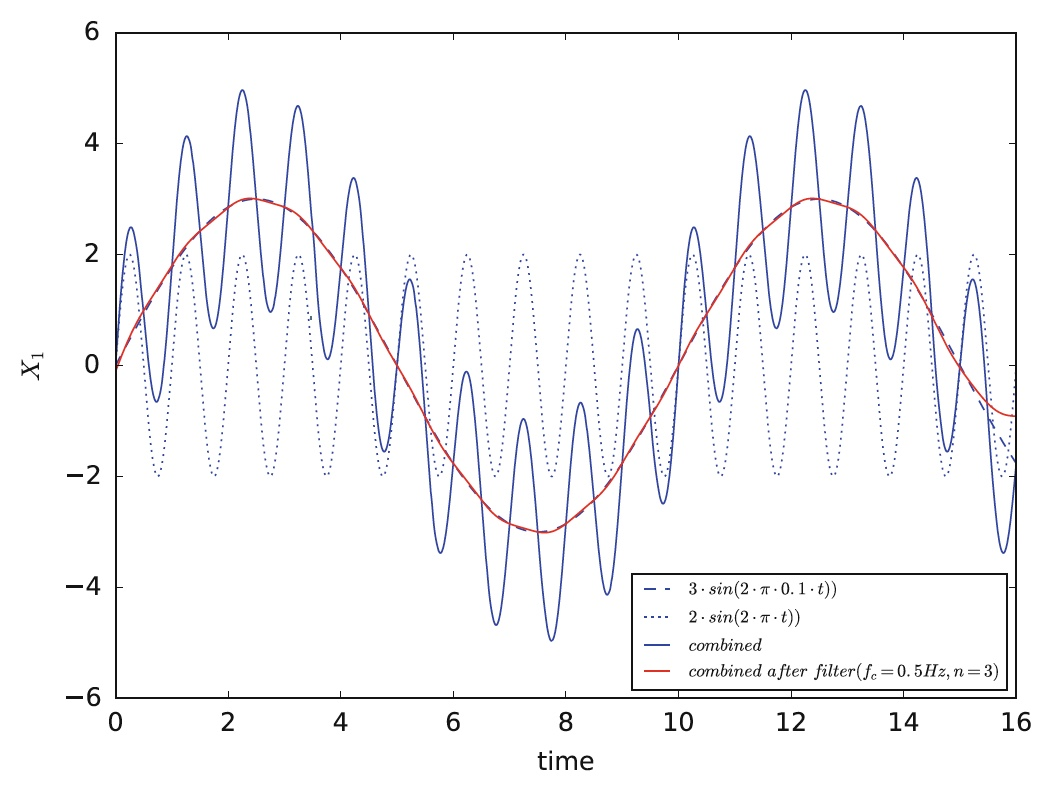 6
4
2
0
−2
−4
−6
X₁
3·sin(2·π·0.1·t))
2·sin(2·π·t))
combined
combined after filter(f_c=0.5Hz,n=3)
0 2 4 6 8 10 12 14 16
time